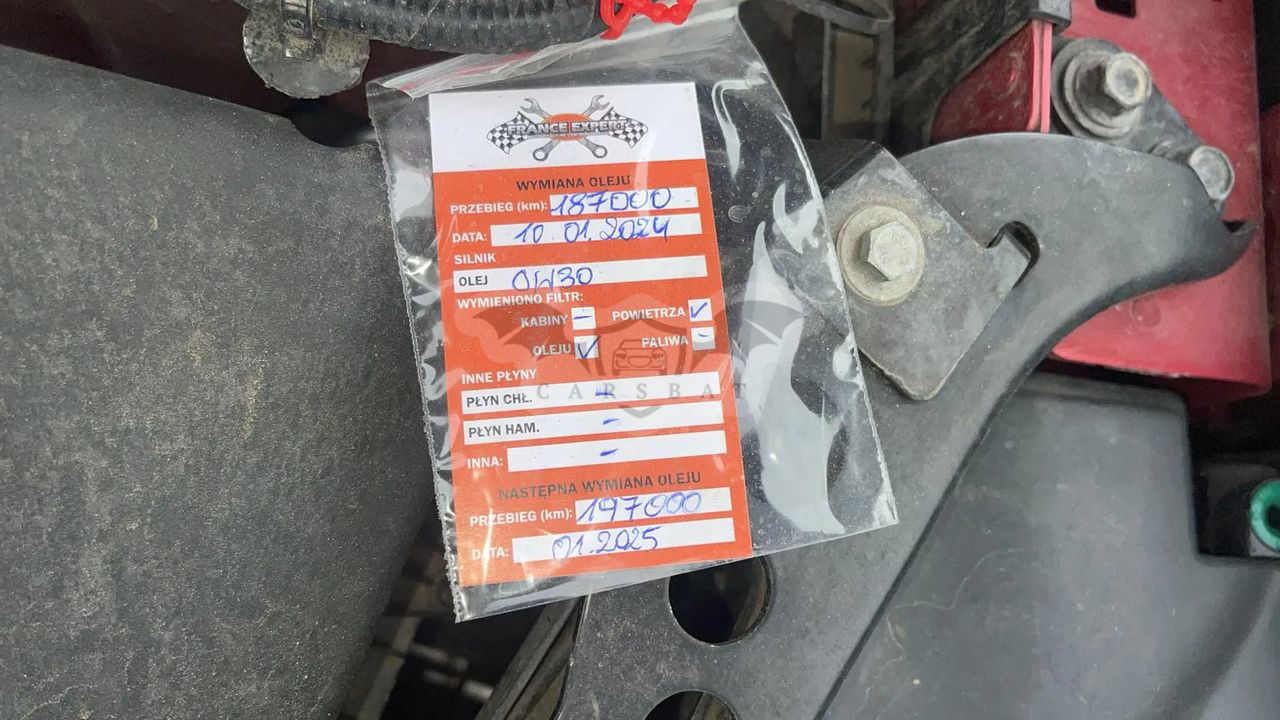 FRANCE EXPERT
WYMIANA OLEJU
PRZEBIEG (km): 187000
DATA: 10.01.2024
SILNIK
OLEJ 0W30
WYMIENIONO FILTR:
KABINY – POWIETRZA ✓
OLEJU ✓ PALIWA -
CARSBAT
INNE PŁYNY
PŁYN CHŁ. –
PŁYN HAM. -
INNA: -
NASTĘPNA WYMIANA OLEJU
PRZEBIEG (km): 197000
DATA: 01.2025